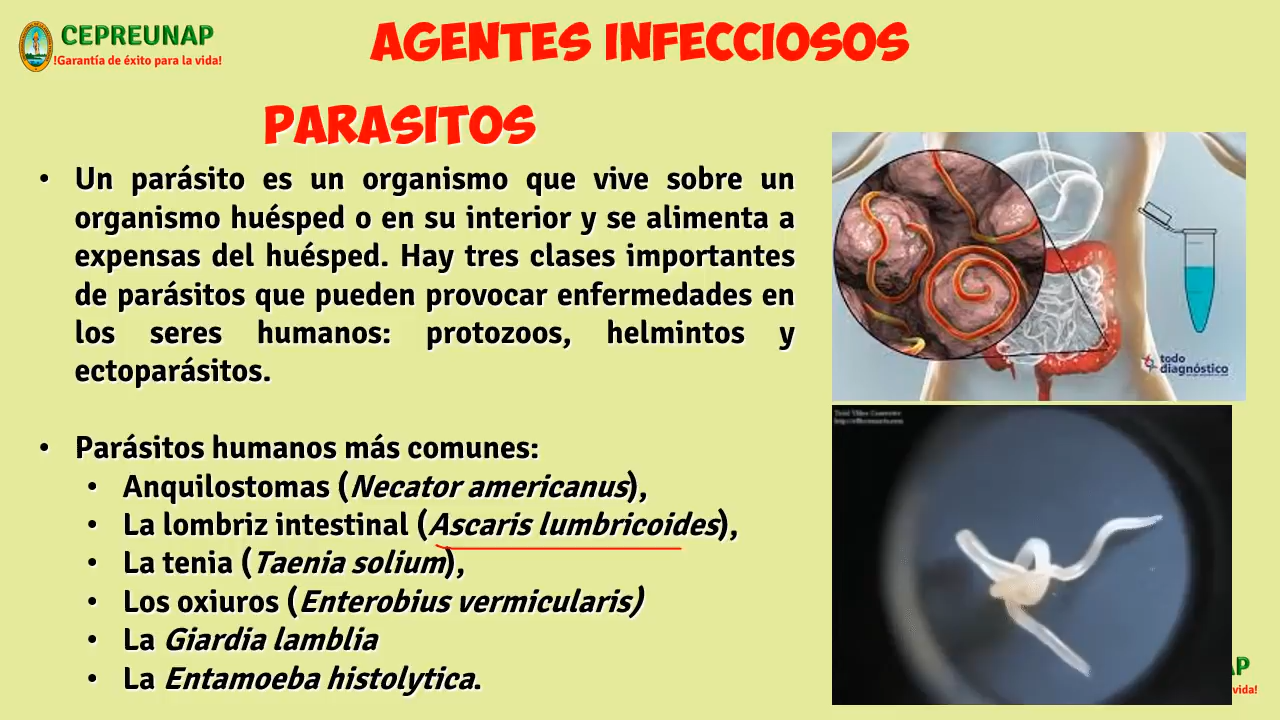 CEPREUNAP
!Garantía de éxito para la vida!
AGENTES INFECCIOSOS
PARASITOS
• Un parásito es un organismo que vive sobre un
organismo huésped o en su interior y se alimenta a
expensas del huésped. Hay tres clases importantes
de parásitos que pueden provocar enfermedades en
los seres humanos: protozoos, helmintos y
ectoparásitos.
• Parásitos humanos más comunes:
• Anquilostomas (Necator americanus),
• La lombriz intestinal (Ascaris lumbricoides),
• La tenia (Taenia solium),
• Los oxiuros (Enterobius vermicularis)
• La Giardia lamblia
• La Entamoeba histolytica.
todo
diagnóstico
AP
vida!